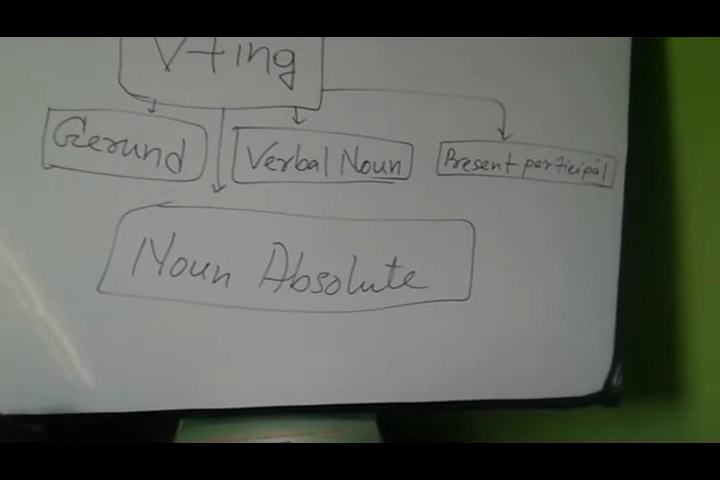 V+ing
Gerund
Verbal Noun
Present participal
Noun Absolute